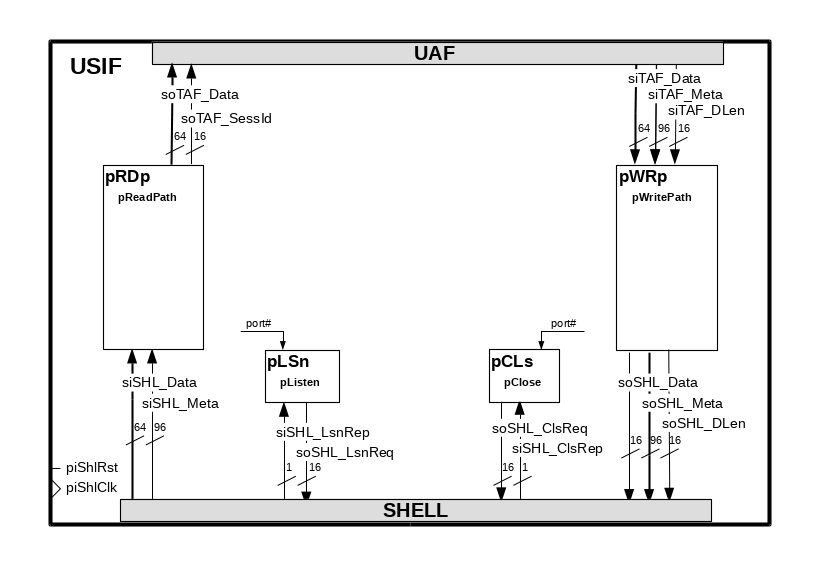 UAF
USIF
soTAF_Data
soTAF_SessId
64
16
siTAF_Data
siTAF_Meta
siTAF_DLen
64
96
16
pRDp
pReadPath
pWRp
pWritePath
port#
port#
pLSn
pListen
pCLs
pClose
siSHL_Data
siSHL_Meta
64
96
siSHL_LsnRep
soSHL_LsnReq
1
16
soSHL_ClsReq
siSHL_ClsRep
16
1
soSHL_Data
soSHL_Meta
soSHL_DLen
16
96
16
piShlRst
piShlClk
SHELL